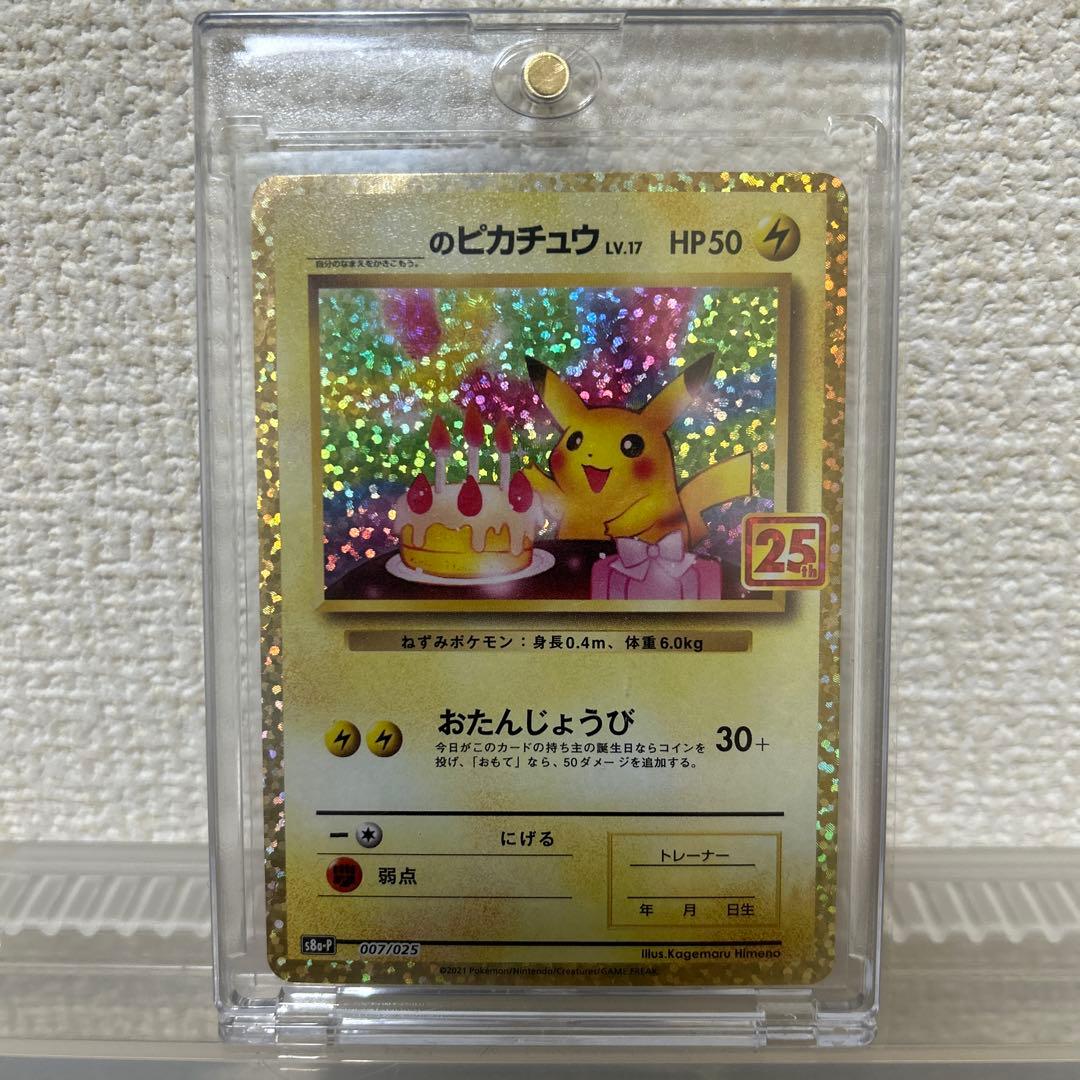 のピカチュウ LV.17 HP50
自分のなまえをかきこもう。
25th
ねずみポケモン：身長0.4m、体重6.0kg
おたんじょうび 30+
今日がこのカードの持ち主の誕生日ならコインを
投げ、「おもて」なら、50ダメージを追加する。
にげる
弱点
トレーナー
年 月 日生
s8a-P 007/025
Illus.Kagemaru Himeno
©2021 Pokémon/Nintendo/Creatures/GAME FREAK.